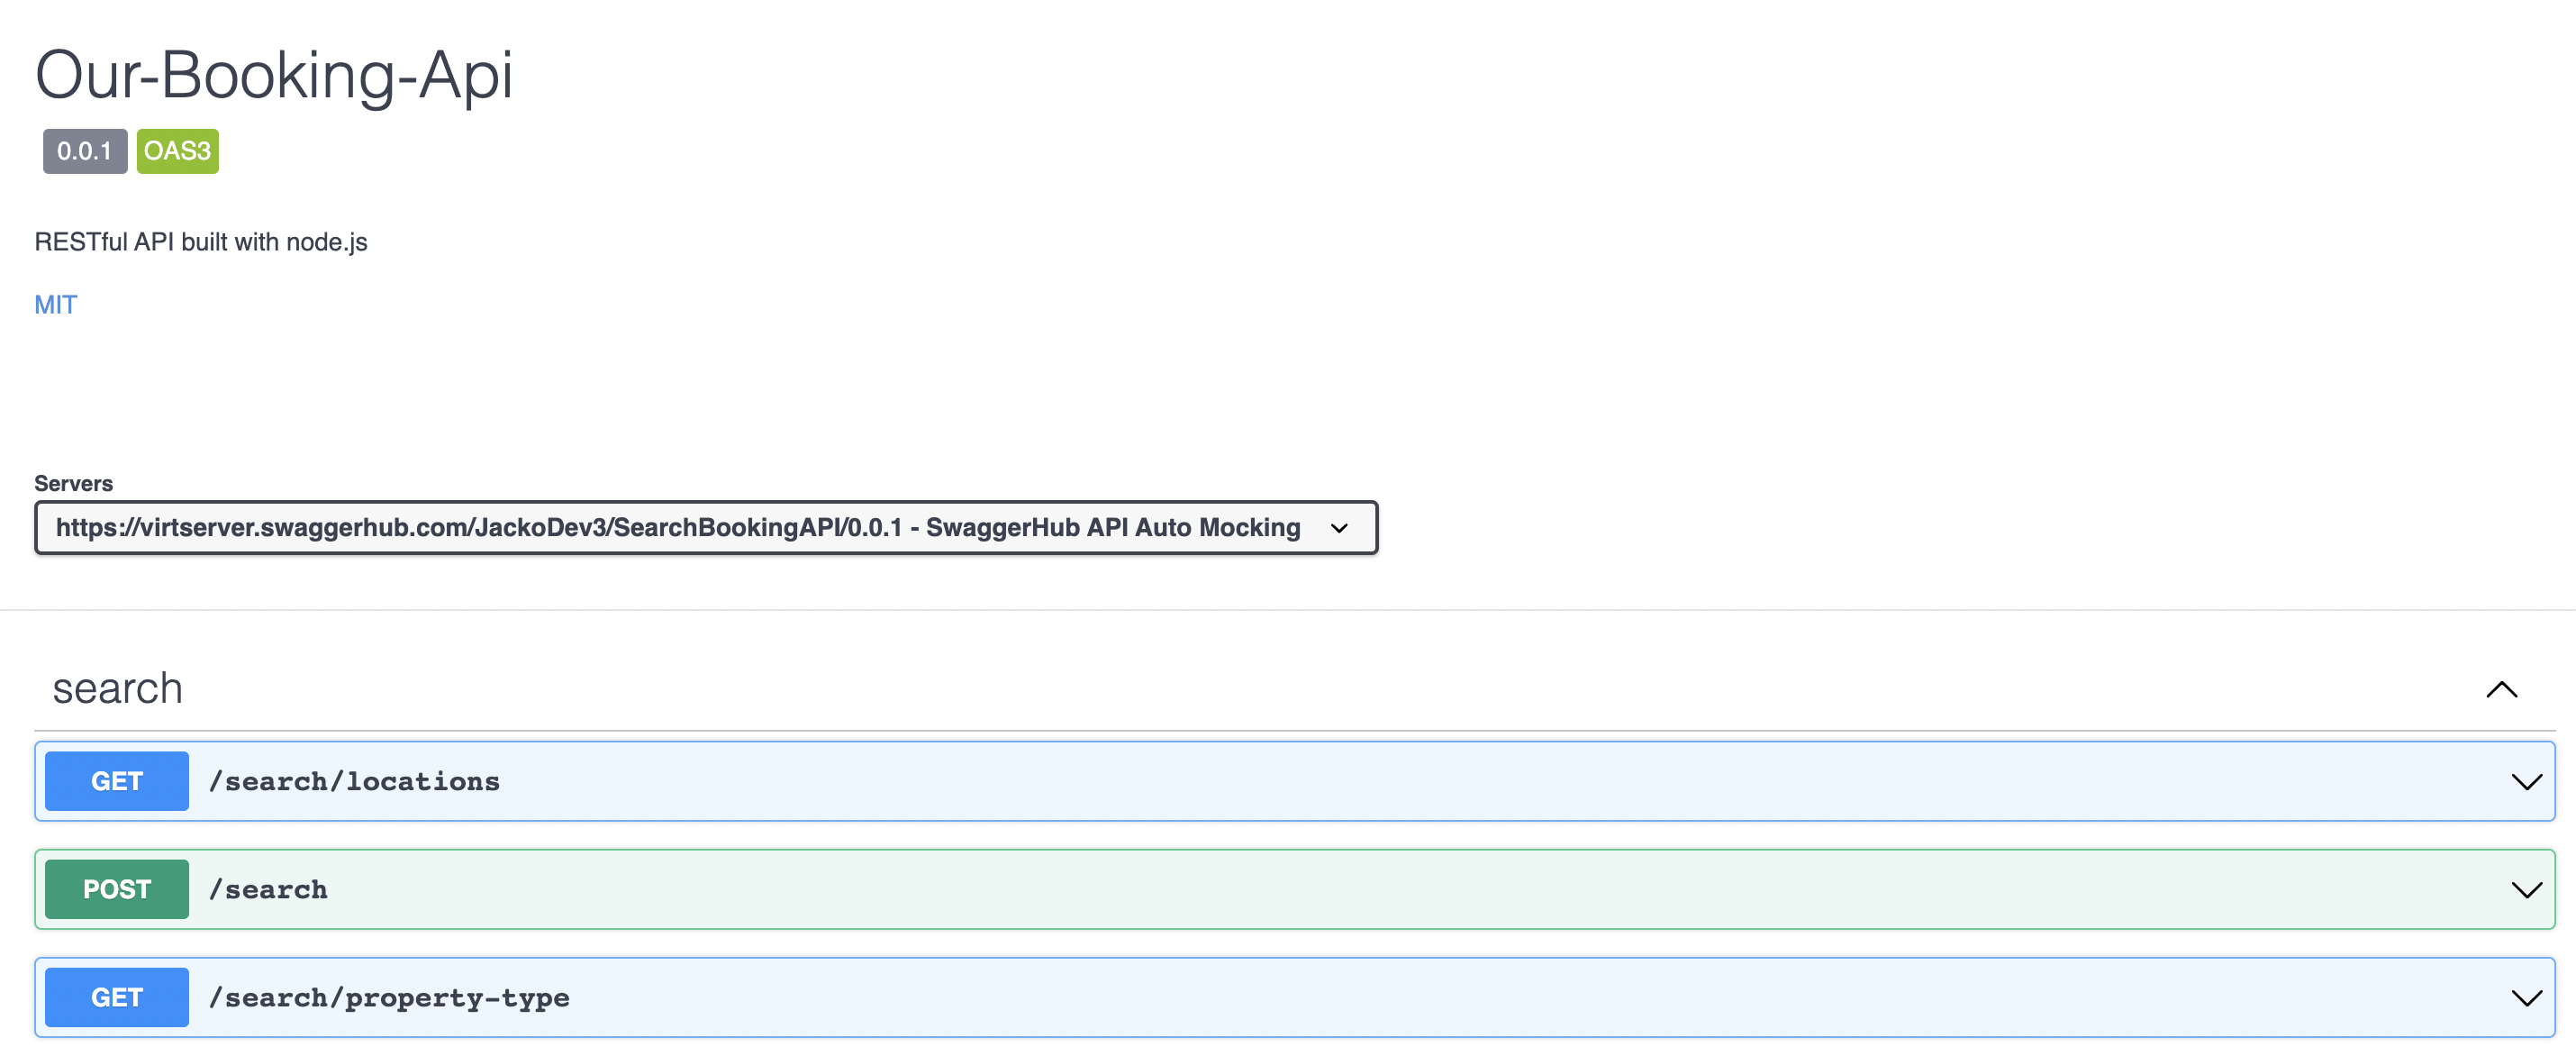 Our-Booking-Api
0.0.1 OAS3
RESTful API built with node.js
MIT
Servers
https://virtserver.swaggerhub.com/JackoDev3/SearchBookingAPI/0.0.1 - SwaggerHub API Auto Mocking
search
GET /search/locations
POST /search
GET /search/property-type